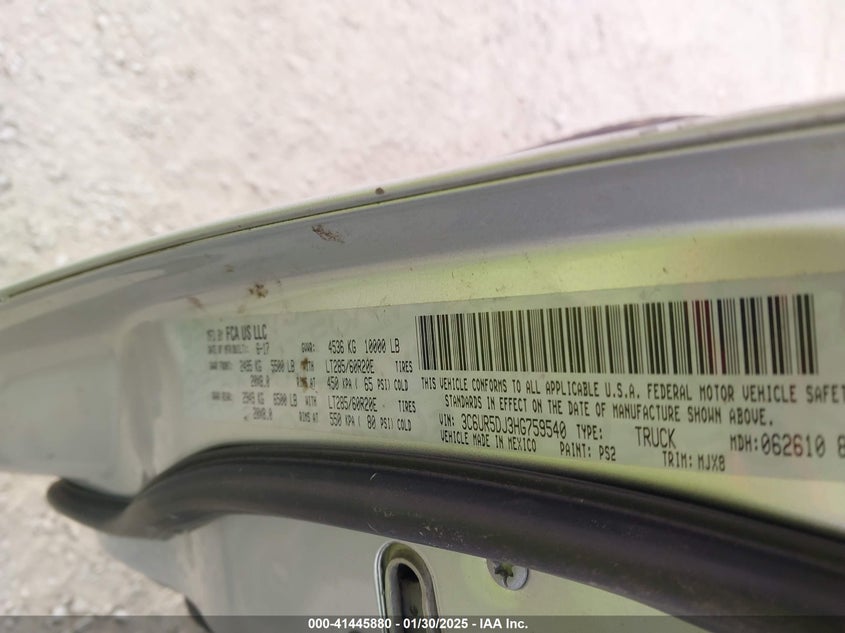 MFD BY FCA US LLC
DATE OF MFR/BUILT: 6-17 GVWR: 4536 KG 10000 LB
GAWR FRONT: 2495 KG 5500 LB WITH LT285/60R20E TIRES
20X8.0 RIMS AT 450 KPA ( 65 PSI) COLD
GAWR REAR: 2948 KG 6500 LB WITH LT285/60R20E TIRES
20X8.0 RIMS AT 550 KPA ( 80 PSI) COLD
THIS VEHICLE CONFORMS TO ALL APPLICABLE U.S.A. FEDERAL MOTOR VEHICLE SAFET
STANDARDS IN EFFECT ON THE DATE OF MANUFACTURE SHOWN ABOVE.
VIN: 3C6UR5DJ3HG759540 TYPE: TRUCK MDH: 062610 8
VEHICLE MADE IN MEXICO PAINT: PS2 TRIM: MJX8
000-41445880 - 01/30/2025 - IAA Inc.